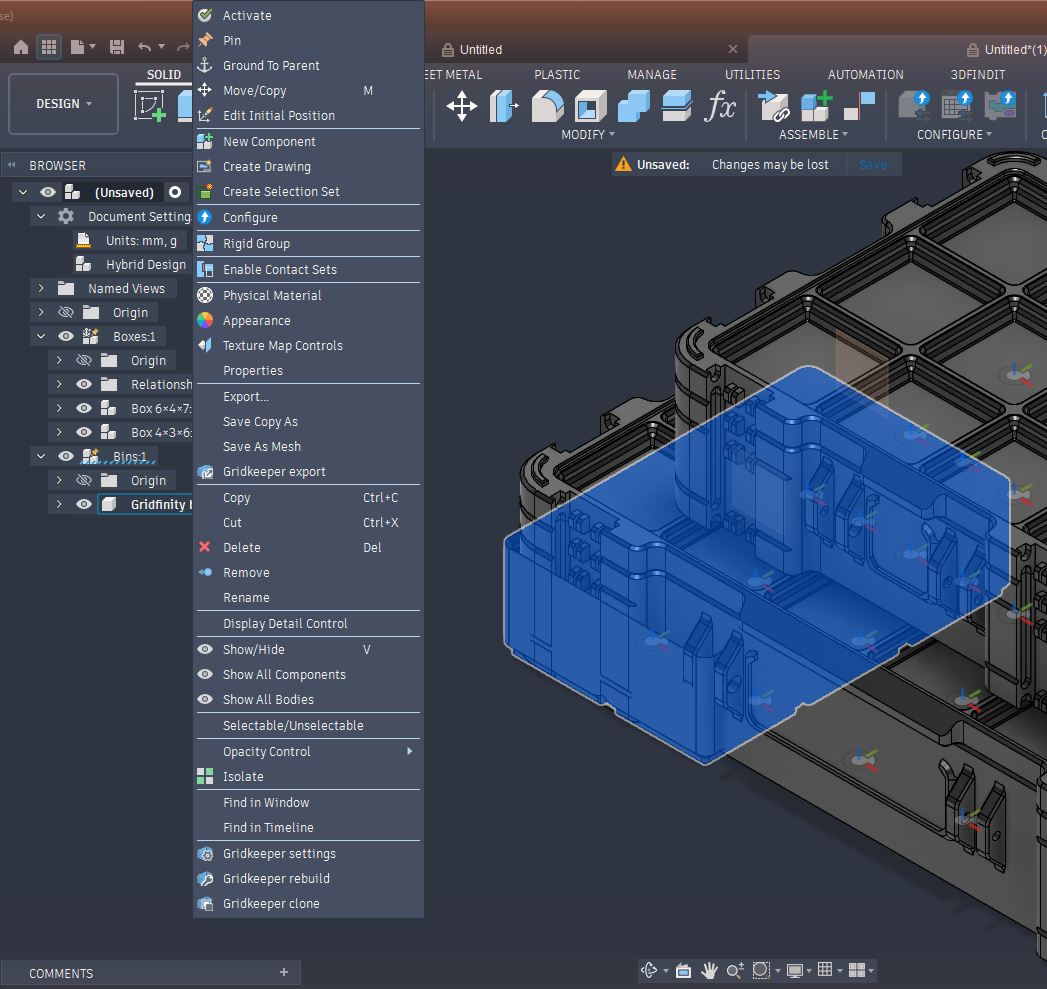 se)
Untitled
Untitled*(1)
SOLID
EET METAL
PLASTIC
MANAGE
UTILITIES
AUTOMATION
3DFINDIT
DESIGN
fx
MODIFY
ASSEMBLE
CONFIGURE
Unsaved: Changes may be lost Save
BROWSER
(Unsaved)
Document Settings
Units: mm, g
Hybrid Design
Named Views
Origin
Boxes:1
Origin
Relationsh
Box 6×4×7:
Box 4×3×6:
Bins:1
Origin
Gridfinity
Activate
Pin
Ground To Parent
Move/Copy M
Edit Initial Position
New Component
Create Drawing
Create Selection Set
Configure
Rigid Group
Enable Contact Sets
Physical Material
Appearance
Texture Map Controls
Properties
Export...
Save Copy As
Save As Mesh
Gridkeeper export
Copy Ctrl+C
Cut Ctrl+X
Delete Del
Remove
Rename
Display Detail Control
Show/Hide V
Show All Components
Show All Bodies
Selectable/Unselectable
Opacity Control
Isolate
Find in Window
Find in Timeline
Gridkeeper settings
Gridkeeper rebuild
Gridkeeper clone
COMMENTS